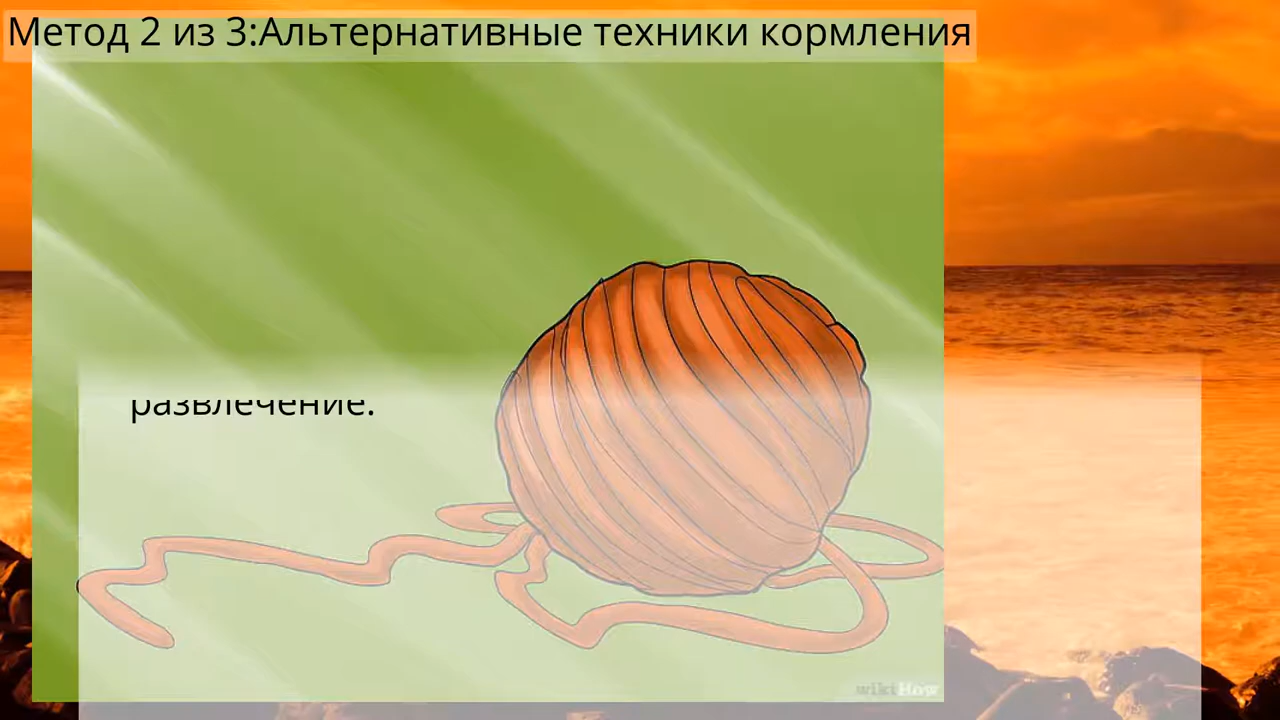 Метод 2 из 3:Альтернативные техники кормления
развлечение.
wikiHow